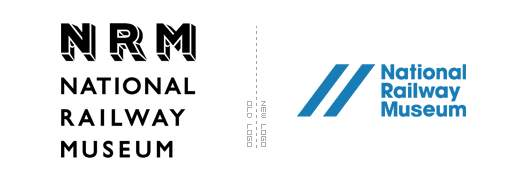 NRM
NATIONAL
RAILWAY
MUSEUM
OLD LOGO
NEW LOGO
National
Railway
Museum